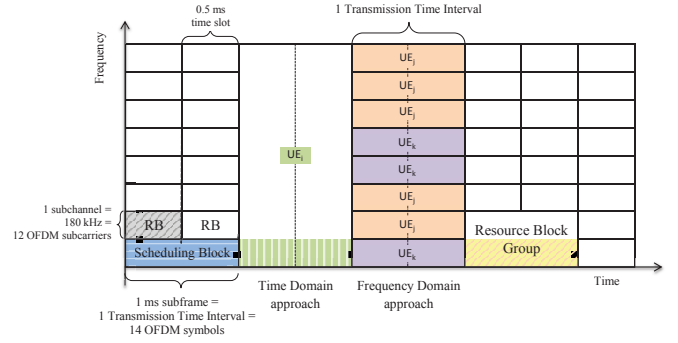 0.5 ms
time slot
1 Transmission Time Interval
Frequency
UEj
UEj
UEj
UEk
UEi
UEk
UEj
1 subchannel =
180 kHz =
12 OFDM subcarriers
RB
RB
UEj
Resource Block
Group
Scheduling Block
UEk
Time
1 ms subframe =
1 Transmission Time Interval =
14 OFDM symbols
Time Domain
approach
Frequency Domain
approach